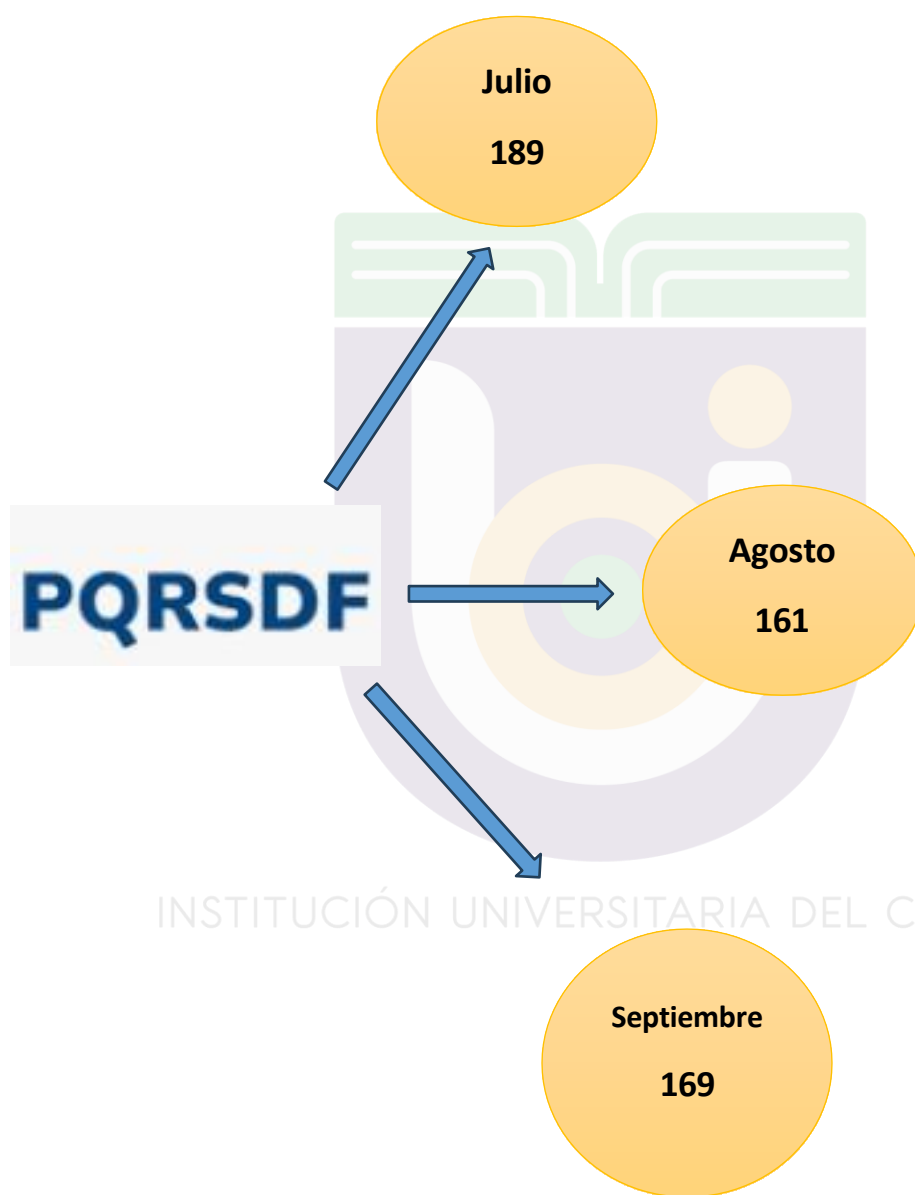 Julio
189
PQRSDF
Agosto
161
INSTITUCIÓN UNIVERSITARIA DEL C
Septiembre
169